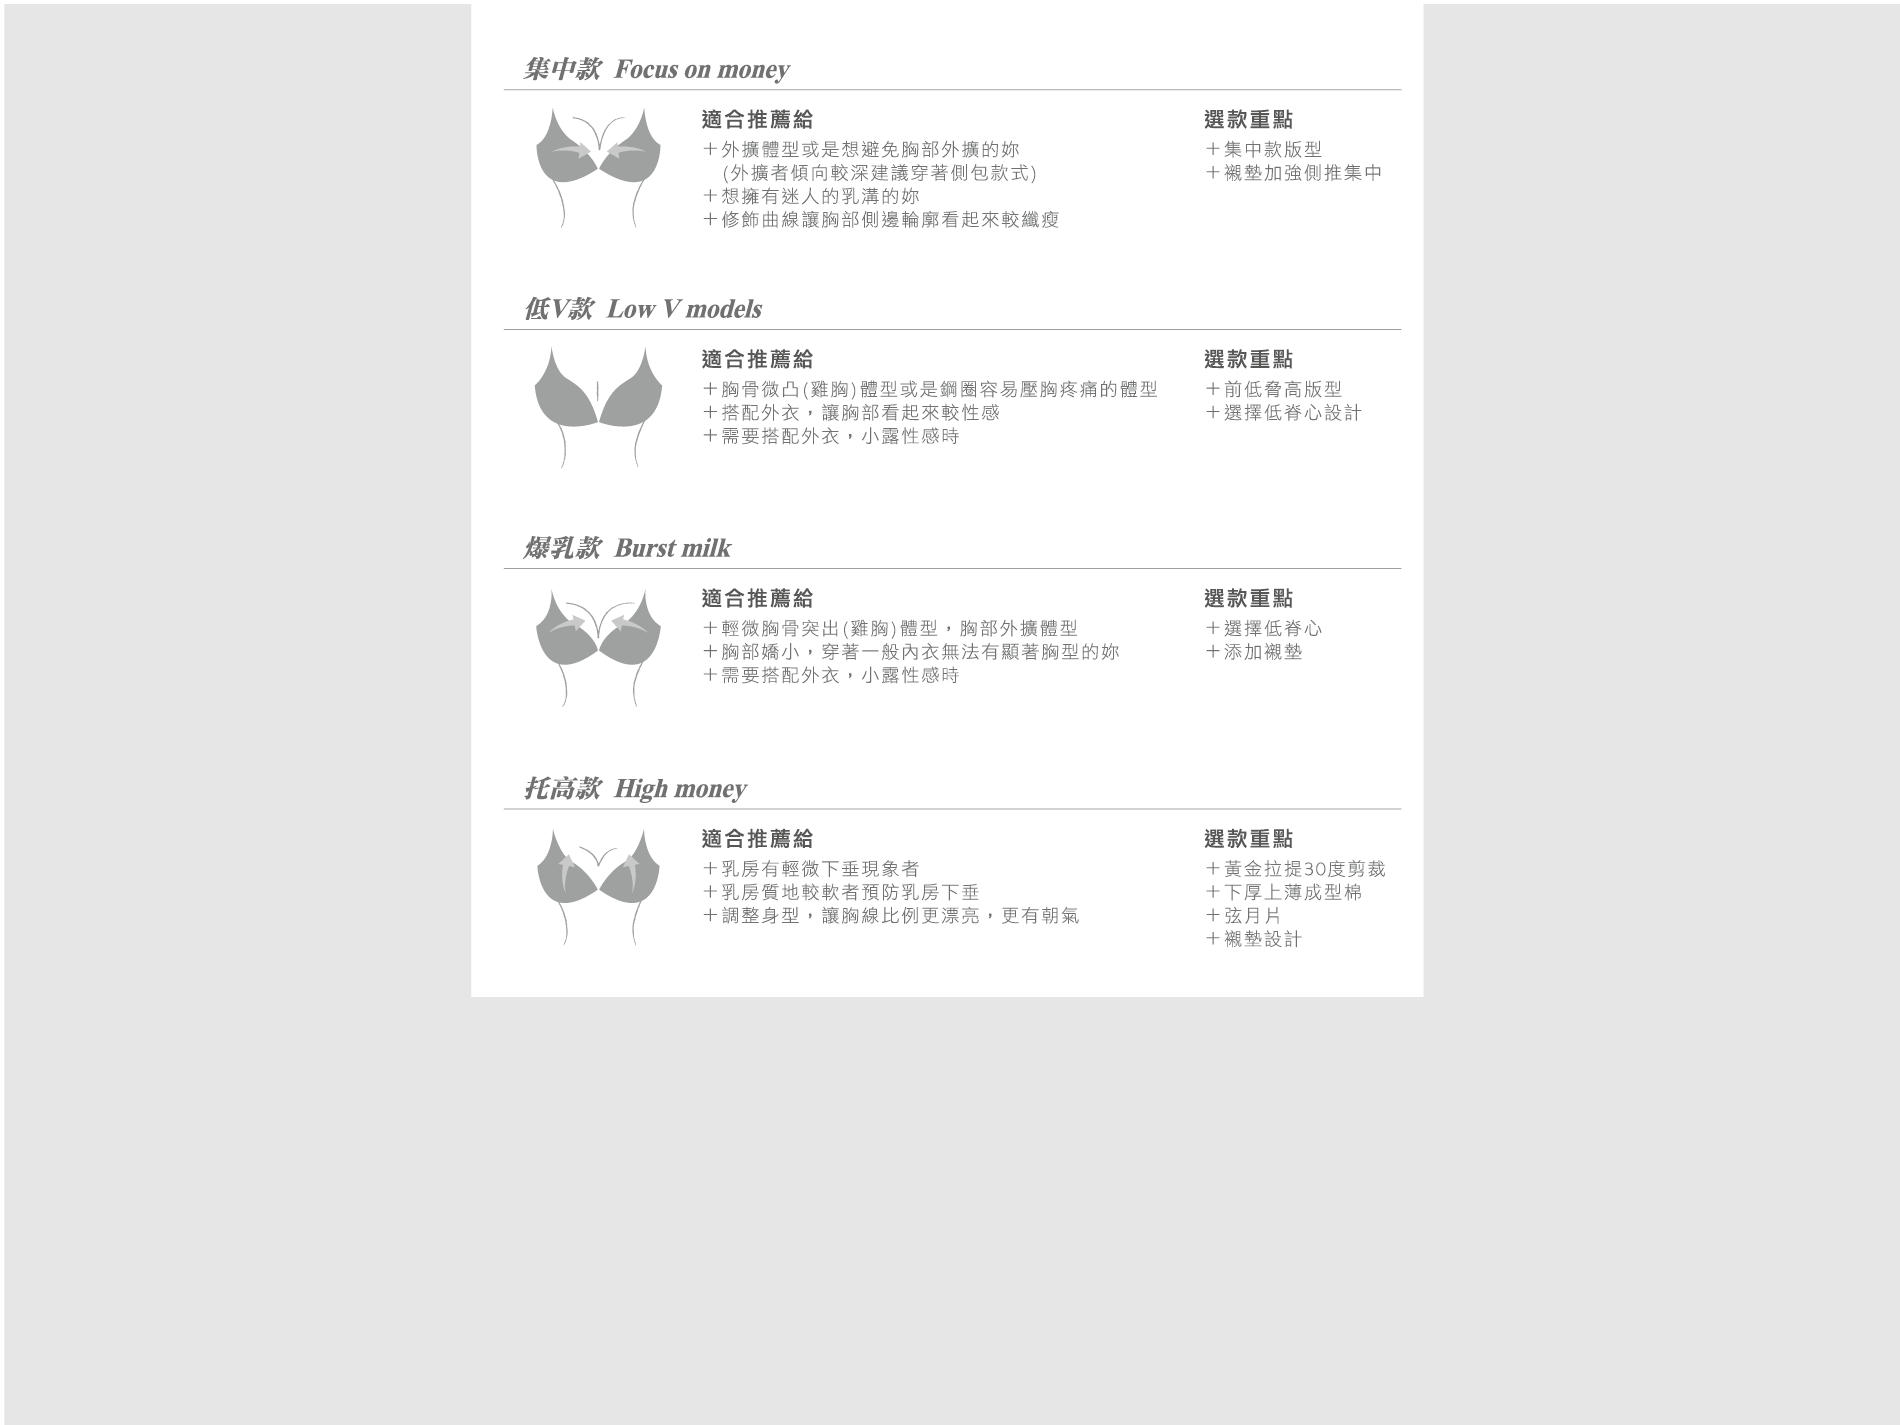 集中款 Focus on money
適合推薦給
＋外擴體型或是想避免胸部外擴的妳
(外擴者傾向較深建議穿著側包款式)
＋想擁有迷人的乳溝的妳
＋修飾曲線讓胸部側邊輪廓看起來較纖瘦
選款重點
＋集中款版型
＋襯墊加強側推集中
低V款 Low V models
適合推薦給
＋胸骨微凸(雞胸)體型或是鋼圈容易壓胸疼痛的體型
＋搭配外衣，讓胸部看起來較性感
＋需要搭配外衣，小露性感時
選款重點
＋前低脅高版型
＋選擇低脊心設計
爆乳款 Burst milk
適合推薦給
＋輕微胸骨突出(雞胸)體型，胸部外擴體型
＋胸部嬌小，穿著一般內衣無法有顯著胸型的妳
＋需要搭配外衣，小露性感時
選款重點
＋選擇低脊心
＋添加襯墊
托高款 High money
適合推薦給
＋乳房有輕微下垂現象者
＋乳房質地較軟者預防乳房下垂
＋調整身型，讓胸線比例更漂亮，更有朝氣
選款重點
＋黃金拉提30度剪裁
＋下厚上薄成型棉
＋弦月片
＋襯墊設計